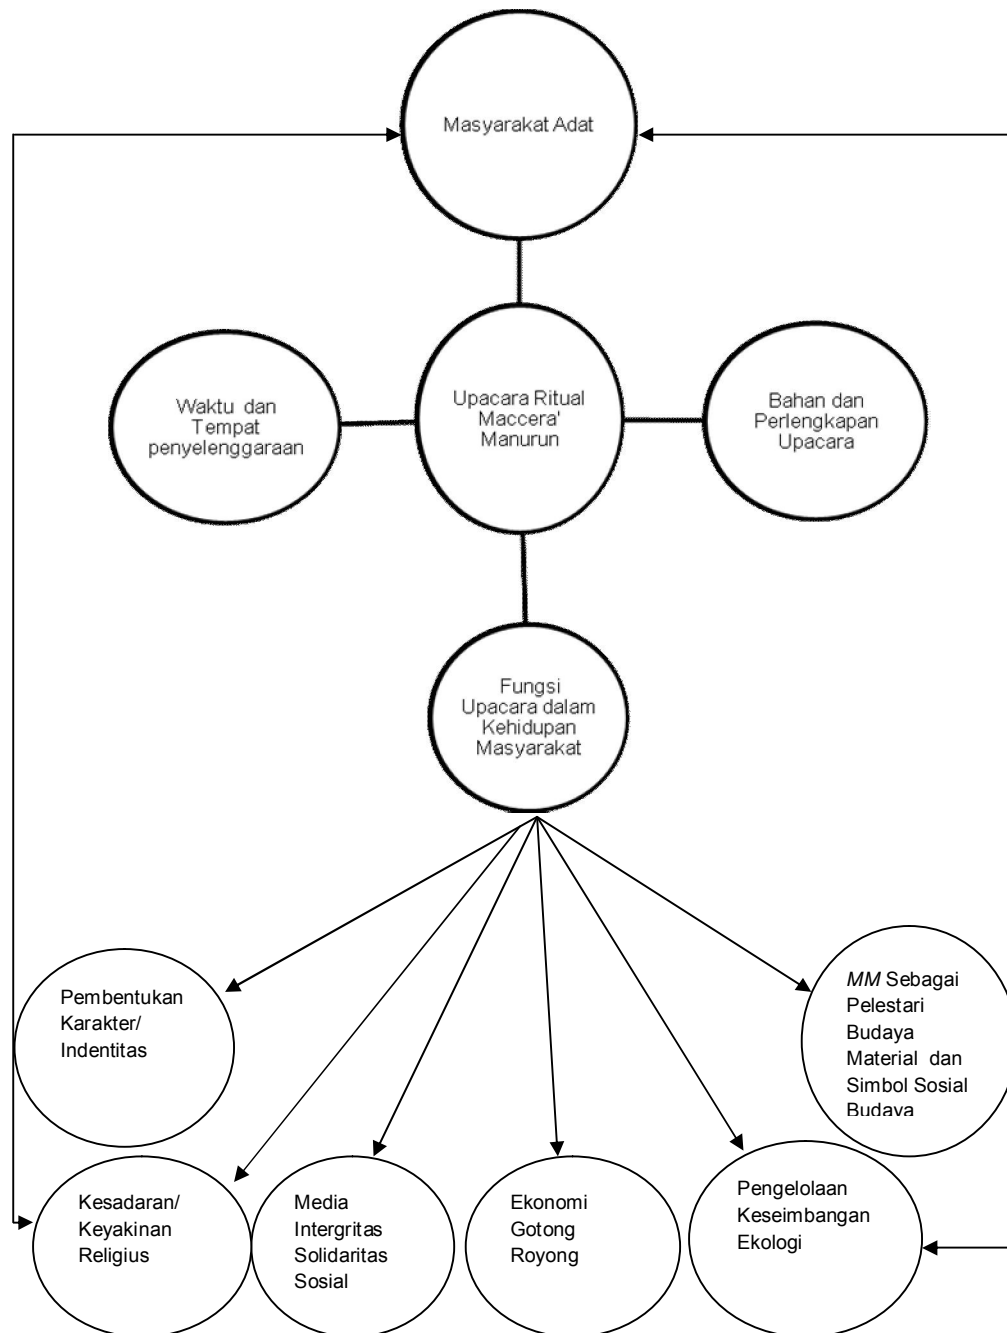 Masyarakat Adat
Waktu dan
Tempat
penyelenggaraan
Upacara Ritual
Maccera'
Manurun
Bahan dan
Perlengkapan
Upacara
Fungsi
Upacara dalam
Kehidupan
Masyarakat
Pembentukan
Karakter/
Indentitas
MM Sebagai
Pelestari
Budaya
Material dan
Simbol Sosial
Budaya
Kesadaran/
Keyakinan
Religius
Media
Intergritas
Solidaritas
Sosial
Ekonomi
Gotong
Royong
Pengelolaan
Keseimbangan
Ekologi